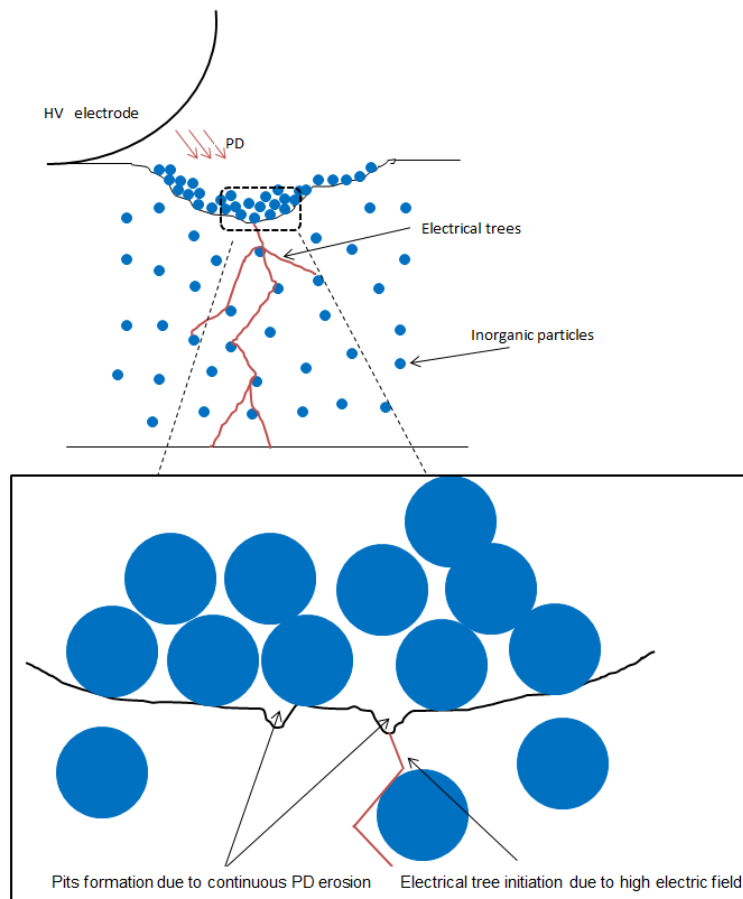 HV electrode
PD
Electrical trees
Inorganic particles
Pits formation due to continuous PD erosion
Electrical tree initiation due to high electric field